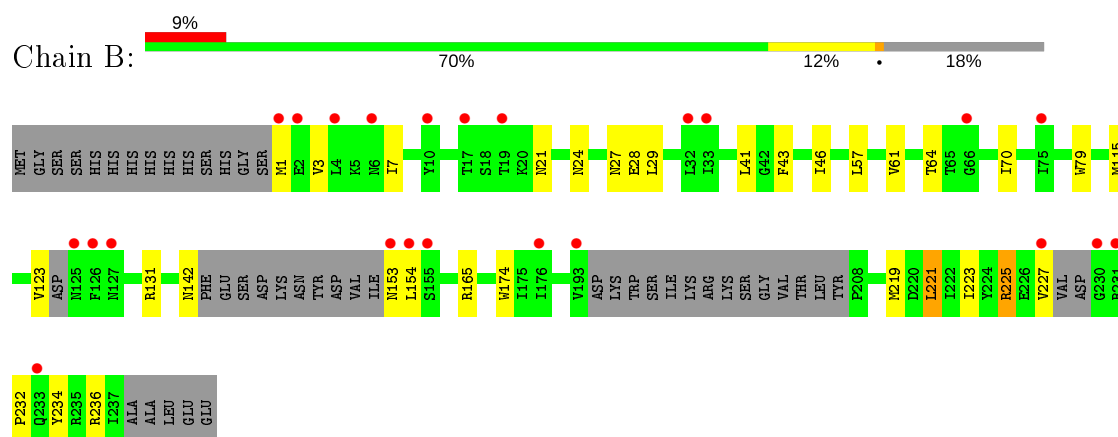 9%
Chain B:
70% 12% • 18%
MET GLY SER SER HIS HIS HIS HIS HIS HIS SER HIS GLY SER M1 E2 V3 L4 K5 N6 I7 Y10 T17 S18 T19 K20 N21 N24 N27 E28 L29 L32 I33 L41 G42 F43 I46 L57 V61 T64 T65 G66 I70 I75 W79 M115
V123 ASP N125 F126 N127 R131 N142 PHE GLU SER ASP LYS ASN TYR ASP VAL ILE N153 L154 S155 R165 W174 I175 I176 V193 ASP LYS TRP SER ILE LYS ARG LYS SER GLY VAL THR LEU TYR P208 M219 D220 L221 I222 I223 Y224 R225 E226 V227 VAL ASP G230
P232 Q233 Y234 R235 R236 I237 ALA ALA LEU GLU GLU